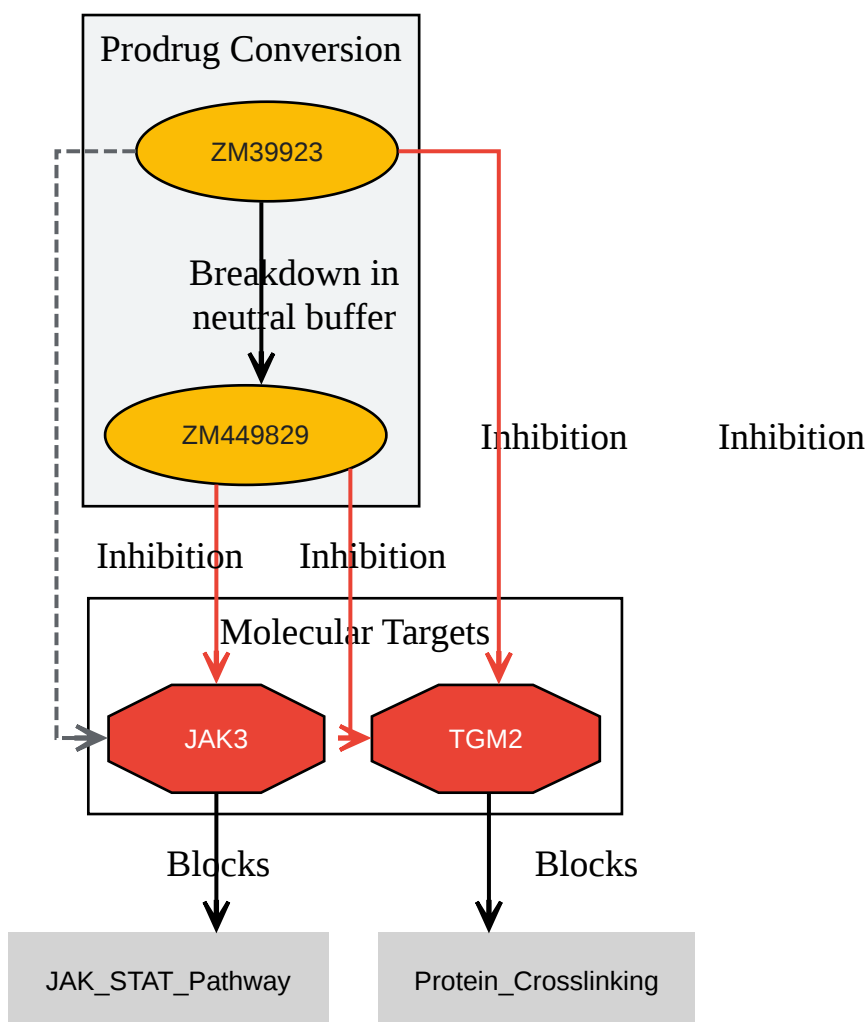 Prodrug Conversion
ZM39923
Breakdown in
neutral buffer
ZM449829
Inhibition
Inhibition
Inhibition
Inhibition
Molecular Targets
JAK3
TGM2
Blocks
Blocks
JAK_STAT_Pathway
Protein_Crosslinking